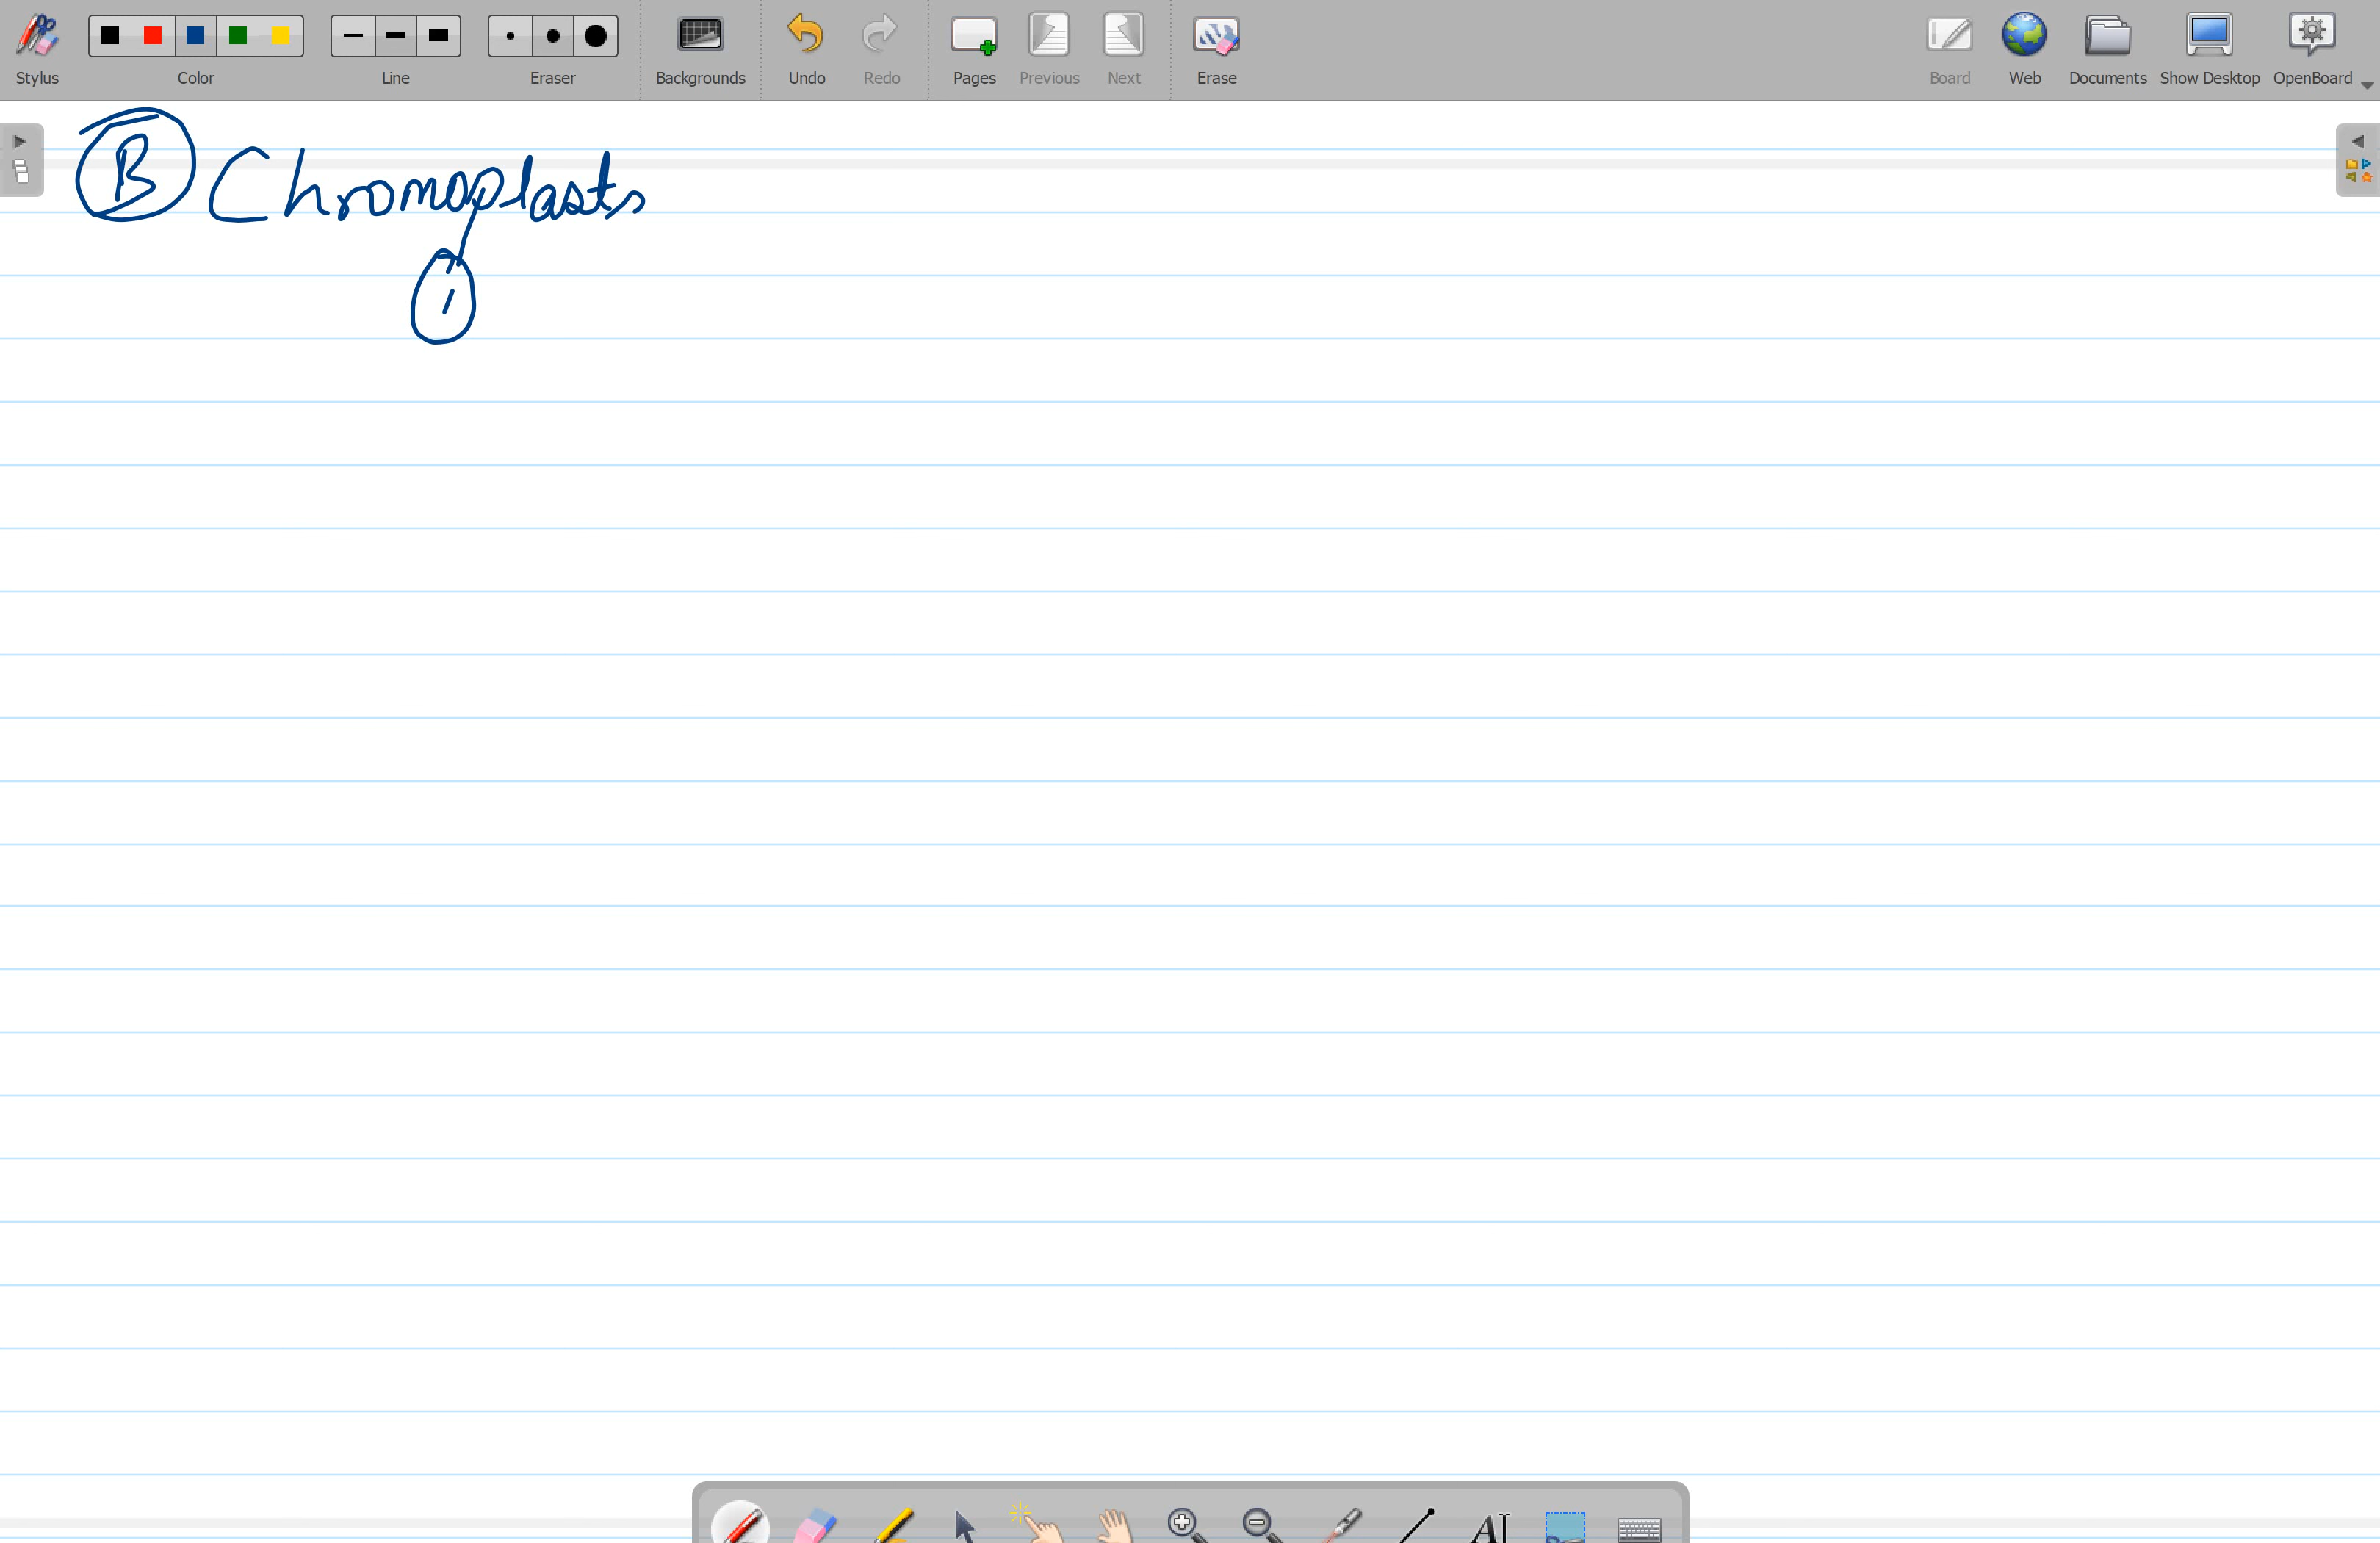 Stylus Color Line Eraser Backgrounds Undo Redo Pages Previous Next Erase Board Web Documents Show Desktop OpenBoard
B Chromoplasts
i